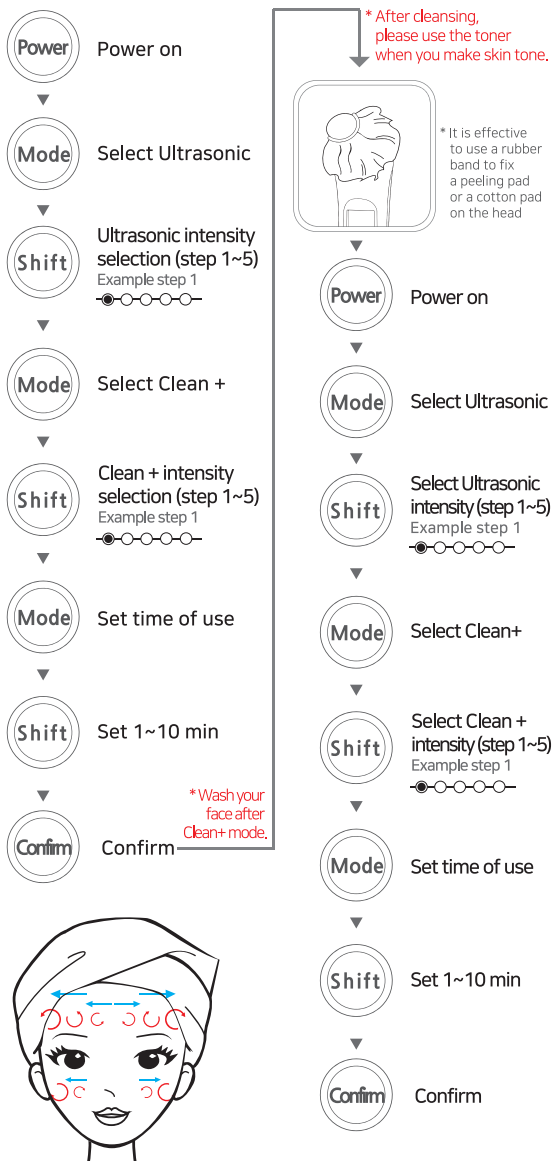 Power
Power on
Mode
Select Ultrasonic
Shift
Ultrasonic intensity
selection (step 1~5)
Example step 1
Mode
Select Clean +
Shift
Clean + intensity
selection (step 1~5)
Example step 1
Mode
Set time of use
Shift
Set 1~10 min
Confirm
Confirm
* Wash your
face after
Clean+ mode.
* After cleansing,
please use the toner
when you make skin tone.
* It is effective
to use a rubber
band to fix
a peeling pad
or a cotton pad
on the head
Power
Power on
Mode
Select Ultrasonic
Shift
Select Ultrasonic
intensity (step 1~5)
Example step 1
Mode
Select Clean+
Shift
Select Clean +
intensity (step 1~5)
Example step 1
Mode
Set time of use
Shift
Set 1~10 min
Confirm
Confirm